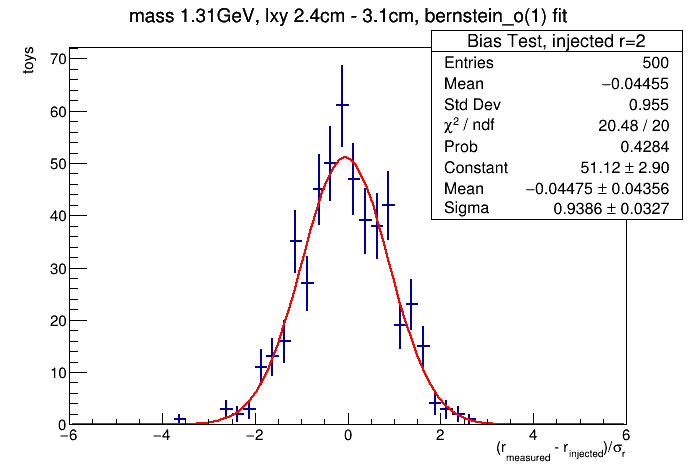 mass 1.31GeV, lxy 2.4cm - 3.1cm, bernstein_o(1) fit
toys
Bias Test, injected r=2
Entries 500
Mean −0.04455
Std Dev 0.955
χ² / ndf 20.48 / 20
Prob 0.4284
Constant 51.12 ± 2.90
Mean −0.04475 ± 0.04356
Sigma 0.9386 ± 0.0327
70
60
50
40
30
20
10
0
−6 −4 −2 0 2 4 6
(r_measured - r_injected)/σ_r